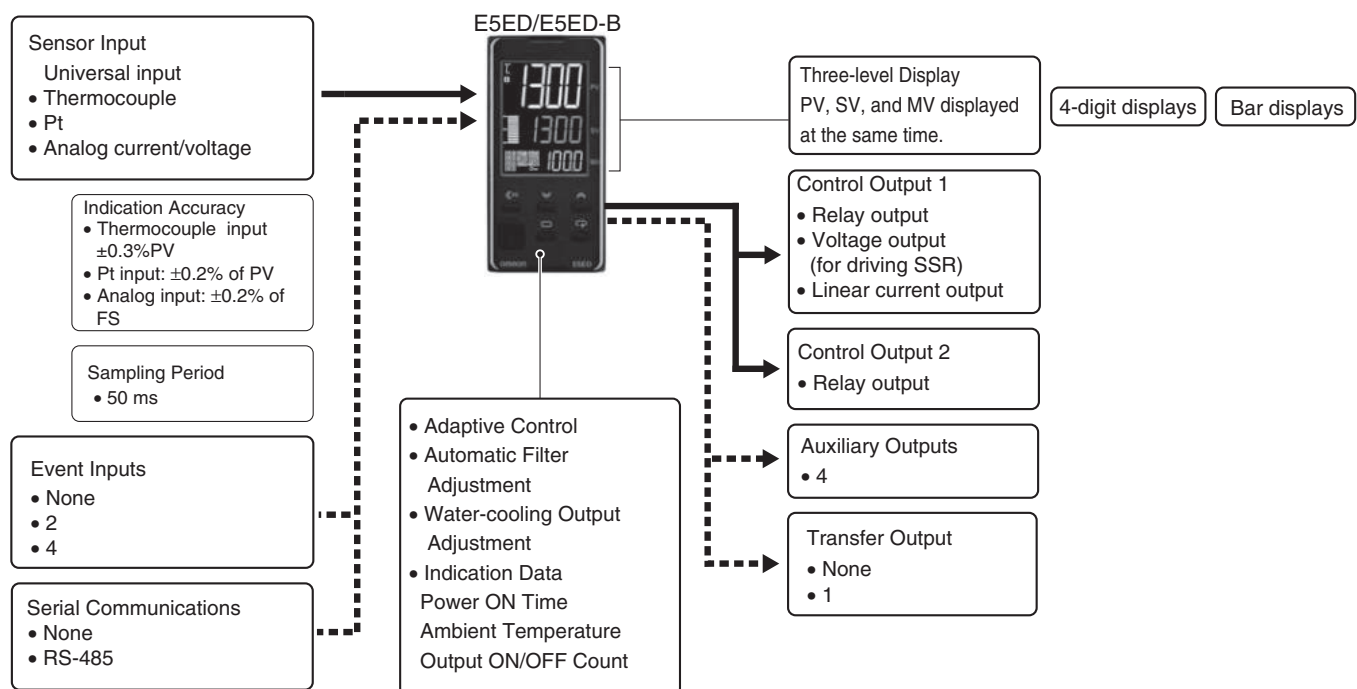 E5ED/E5ED-B
Sensor Input
Universal input
• Thermocouple
• Pt
• Analog current/voltage
Indication Accuracy
• Thermocouple input
±0.3%PV
• Pt input: ±0.2% of PV
• Analog input: ±0.2% of
FS
Sampling Period
• 50 ms
Event Inputs
• None
• 2
• 4
Serial Communications
• None
• RS-485
1300
PV
1300
SV
100.0
OMRON
E5ED
• Adaptive Control
• Automatic Filter
Adjustment
• Water-cooling Output
Adjustment
• Indication Data
Power ON Time
Ambient Temperature
Output ON/OFF Count
Three-level Display
PV, SV, and MV displayed
at the same time.
4-digit displays
Bar displays
Control Output 1
• Relay output
• Voltage output
(for driving SSR)
• Linear current output
Control Output 2
• Relay output
Auxiliary Outputs
• 4
Transfer Output
• None
• 1